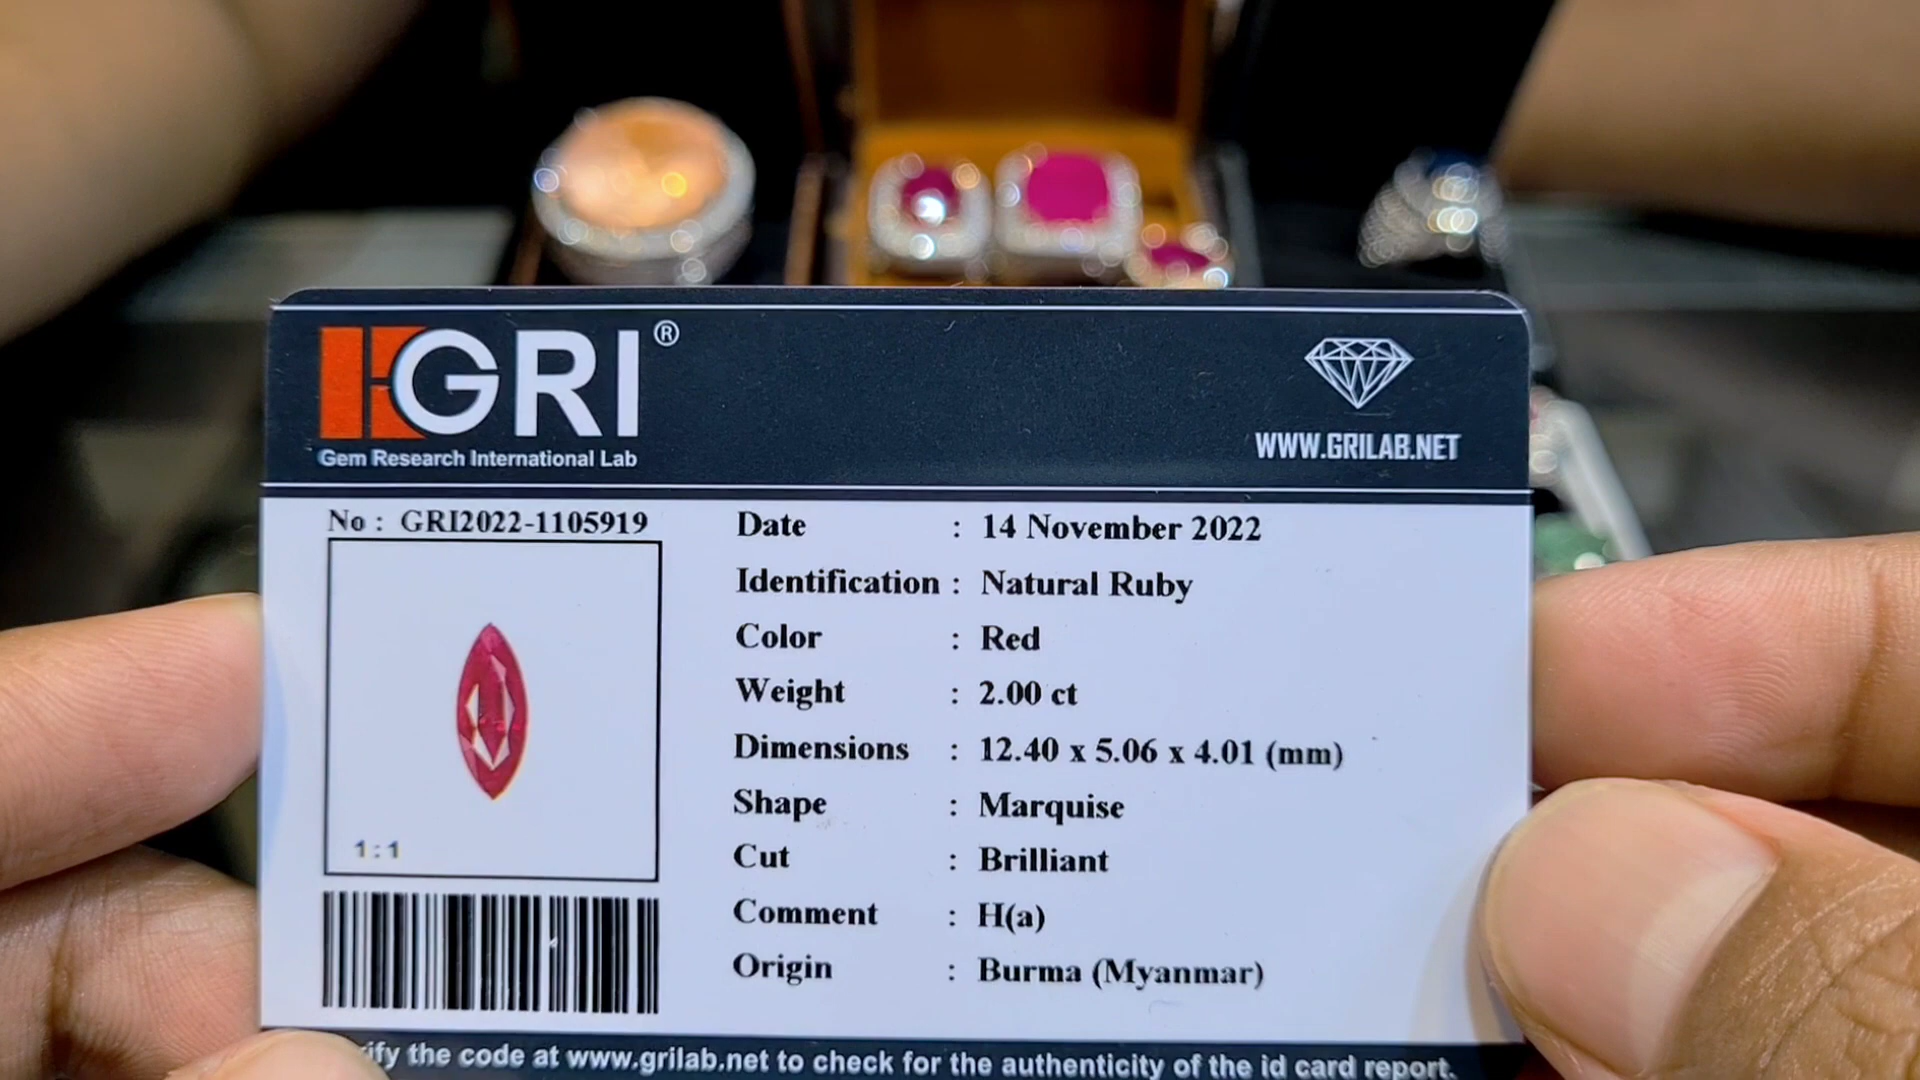 GRI®
Gem Research International Lab
WWW.GRILAB.NET
No : GRI2022-1105919
1 : 1
Date : 14 November 2022
Identification : Natural Ruby
Color : Red
Weight : 2.00 ct
Dimensions : 12.40 x 5.06 x 4.01 (mm)
Shape : Marquise
Cut : Brilliant
Comment : H(a)
Origin : Burma (Myanmar)
the code at www.grilab.net to check for the authenticity of the id card report.